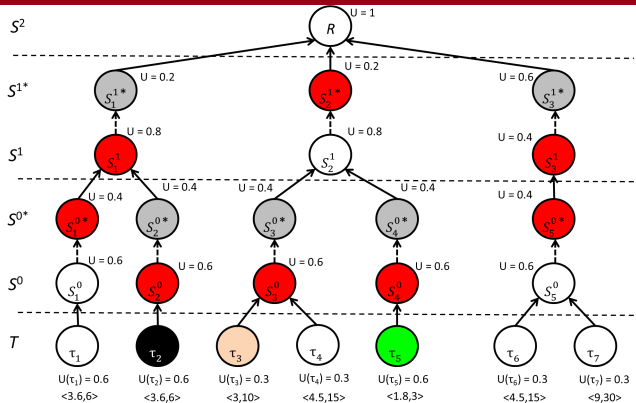 S² R U = 1
U = 0.2 U = 0.2 U = 0.6
S¹* S₁¹* S₂¹* S₃¹*
U = 0.8 U = 0.8 U = 0.4
S¹ S₁¹ S₂¹ S₃¹
U = 0.4 U = 0.4 U = 0.4 U = 0.4 U = 0.4
S⁰* S₁⁰* S₂⁰* S₃⁰* S₄⁰* S₅⁰*
U = 0.6 U = 0.6 U = 0.6 U = 0.6 U = 0.6
S⁰ S₁⁰ S₂⁰ S₃⁰ S₄⁰ S₅⁰
T τ₁ τ₂ τ₃ τ₄ τ₅ τ₆ τ₇
U(τ₁) = 0.6 U(τ₂) = 0.6 U(τ₃) = 0.3 U(τ₄) = 0.3 U(τ₅) = 0.6 U(τ₆) = 0.3 U(τ₇) = 0.3
<3.6,6> <3.6,6> <3,10> <4.5,15> <1.8,3> <4.5,15> <9,30>